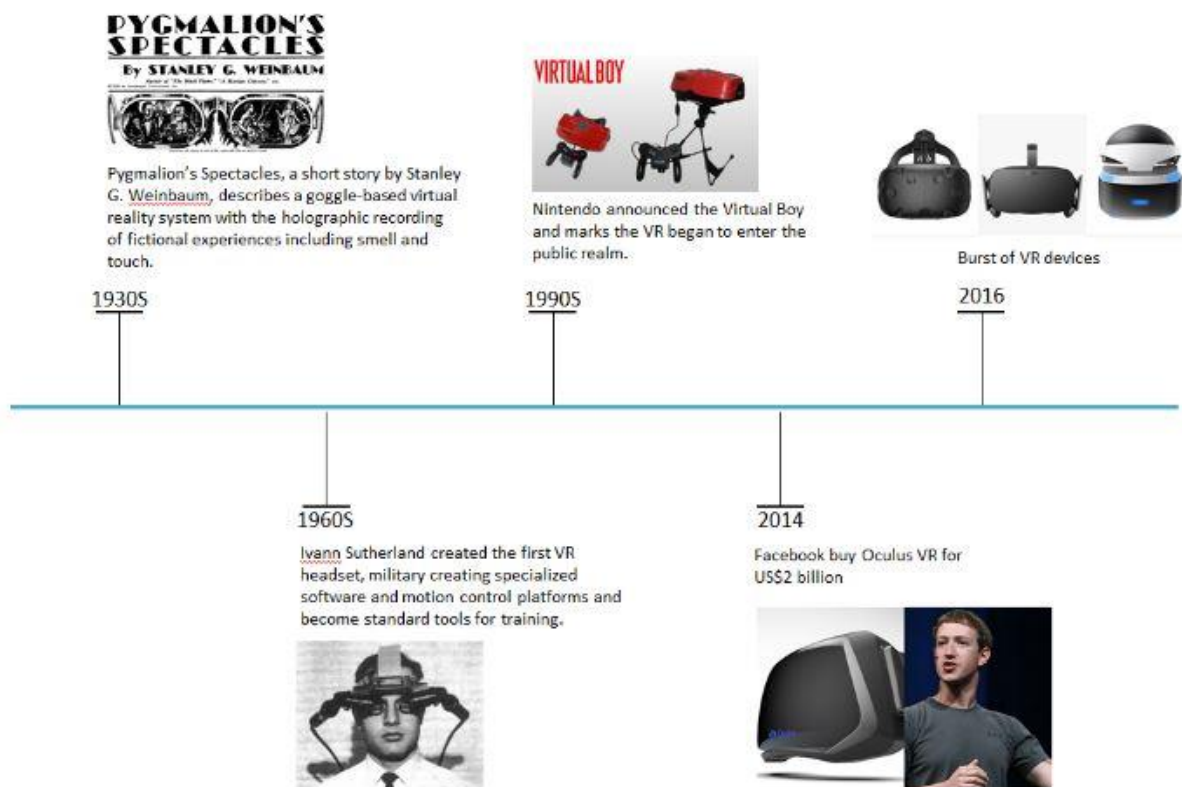 PYGMALION'S
SPECTACLES
By STANLEY G. WEINBAUM
Pygmalion's Spectacles, a short story by Stanley
G. Weinbaum, describes a goggle-based virtual
reality system with the holographic recording
of fictional experiences including smell and
touch.
1930S
VIRTUAL BOY
Nintendo announced the Virtual Boy
and marks the VR began to enter the
public realm.
1990S
Burst of VR devices
2016
1960S
Ivann Sutherland created the first VR
headset, military creating specialized
software and motion control platforms and
become standard tools for training.
2014
Facebook buy Oculus VR for
US$2 billion